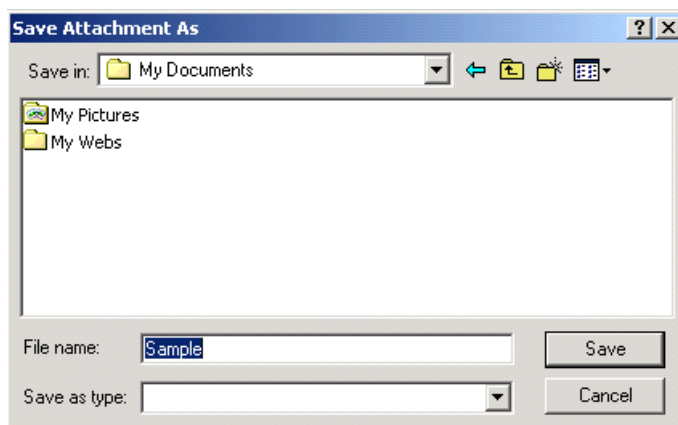 Save Attachment As
Save in: My Documents
My Pictures
My Webs
File name: Sample Save
Save as type: Cancel